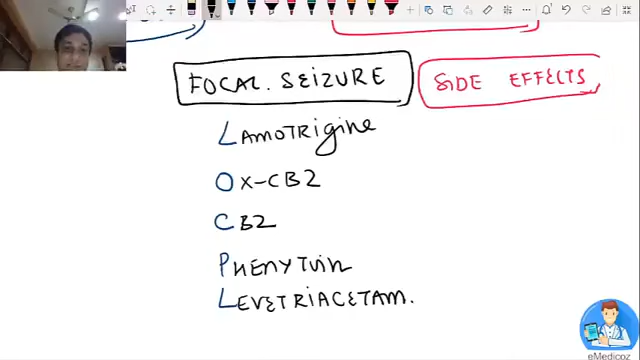 FOCAL. SEIZURE
SIDE EFFECTS
LAMOTRIgine
OX-CBZ
CBZ
PHENYTOIN
LEVETRIACETAM.
eMedicoz